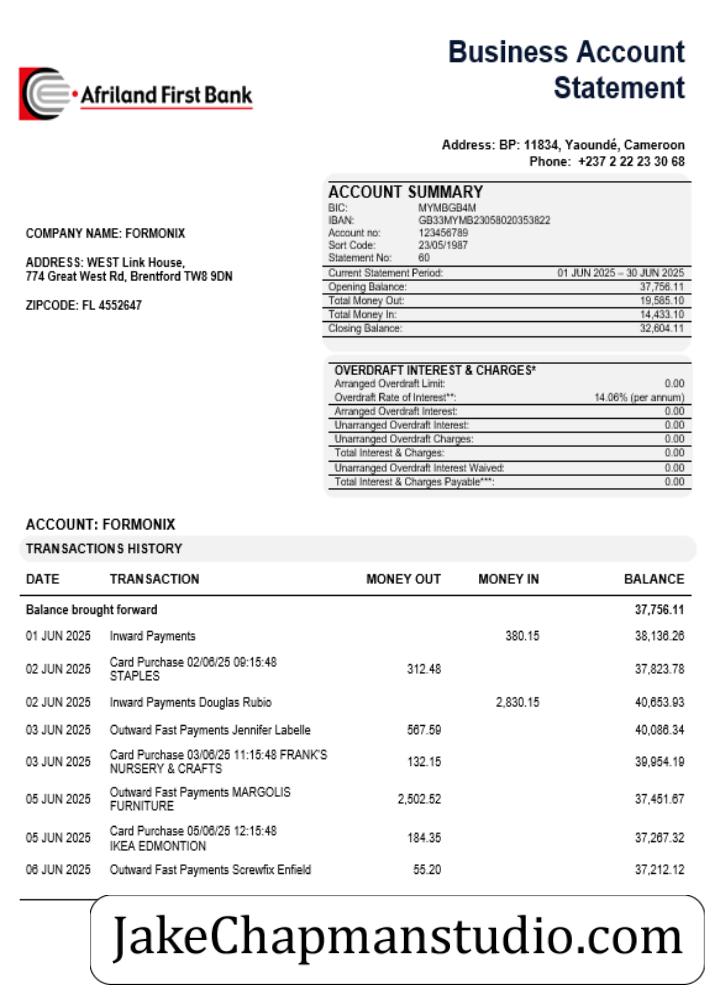 Business Account
Statement
Afriland First Bank
Address: BP: 11834, Yaoundé, Cameroon
Phone: +237 2 22 23 30 68
ACCOUNT SUMMARY
BIC: MYMBGB4M
IBAN: GB33MYMB23058020353822
Account no: 123456789
Sort Code: 23/05/1987
Statement No: 60
Current Statement Period: 01 JUN 2025 – 30 JUN 2025
Opening Balance: 37,756.11
Total Money Out: 19,585.10
Total Money In: 14,433.10
Closing Balance: 32,604.11
COMPANY NAME: FORMONIX
ADDRESS: WEST Link House,
774 Great West Rd, Brentford TW8 9DN
ZIPCODE: FL 4552647
OVERDRAFT INTEREST & CHARGES*
Arranged Overdraft Limit: 0.00
Overdraft Rate of Interest**: 14.06% (per annum)
Arranged Overdraft Interest: 0.00
Unarranged Overdraft Interest: 0.00
Unarranged Overdraft Charges: 0.00
Total Interest & Charges: 0.00
Unarranged Overdraft Interest Waived: 0.00
Total Interest & Charges Payable***: 0.00
ACCOUNT: FORMONIX
TRANSACTIONS HISTORY
DATE TRANSACTION MONEY OUT MONEY IN BALANCE
Balance brought forward 37,756.11
01 JUN 2025 Inward Payments 380.15 38,136.26
02 JUN 2025 Card Purchase 02/06/25 09:15:48 312.48 37,823.78
STAPLES
02 JUN 2025 Inward Payments Douglas Rubio 2,830.15 40,653.93
03 JUN 2025 Outward Fast Payments Jennifer Labelle 567.59 40,086.34
03 JUN 2025 Card Purchase 03/06/25 11:15:48 FRANK'S 132.15 39,954.19
NURSERY & CRAFTS
05 JUN 2025 Outward Fast Payments MARGOLIS 2,502.52 37,451.67
FURNITURE
05 JUN 2025 Card Purchase 05/06/25 12:15:48 184.35 37,267.32
IKEA EDMONTION
06 JUN 2025 Outward Fast Payments Screwfix Enfield 55.20 37,212.12
JakeChapmanstudio.com